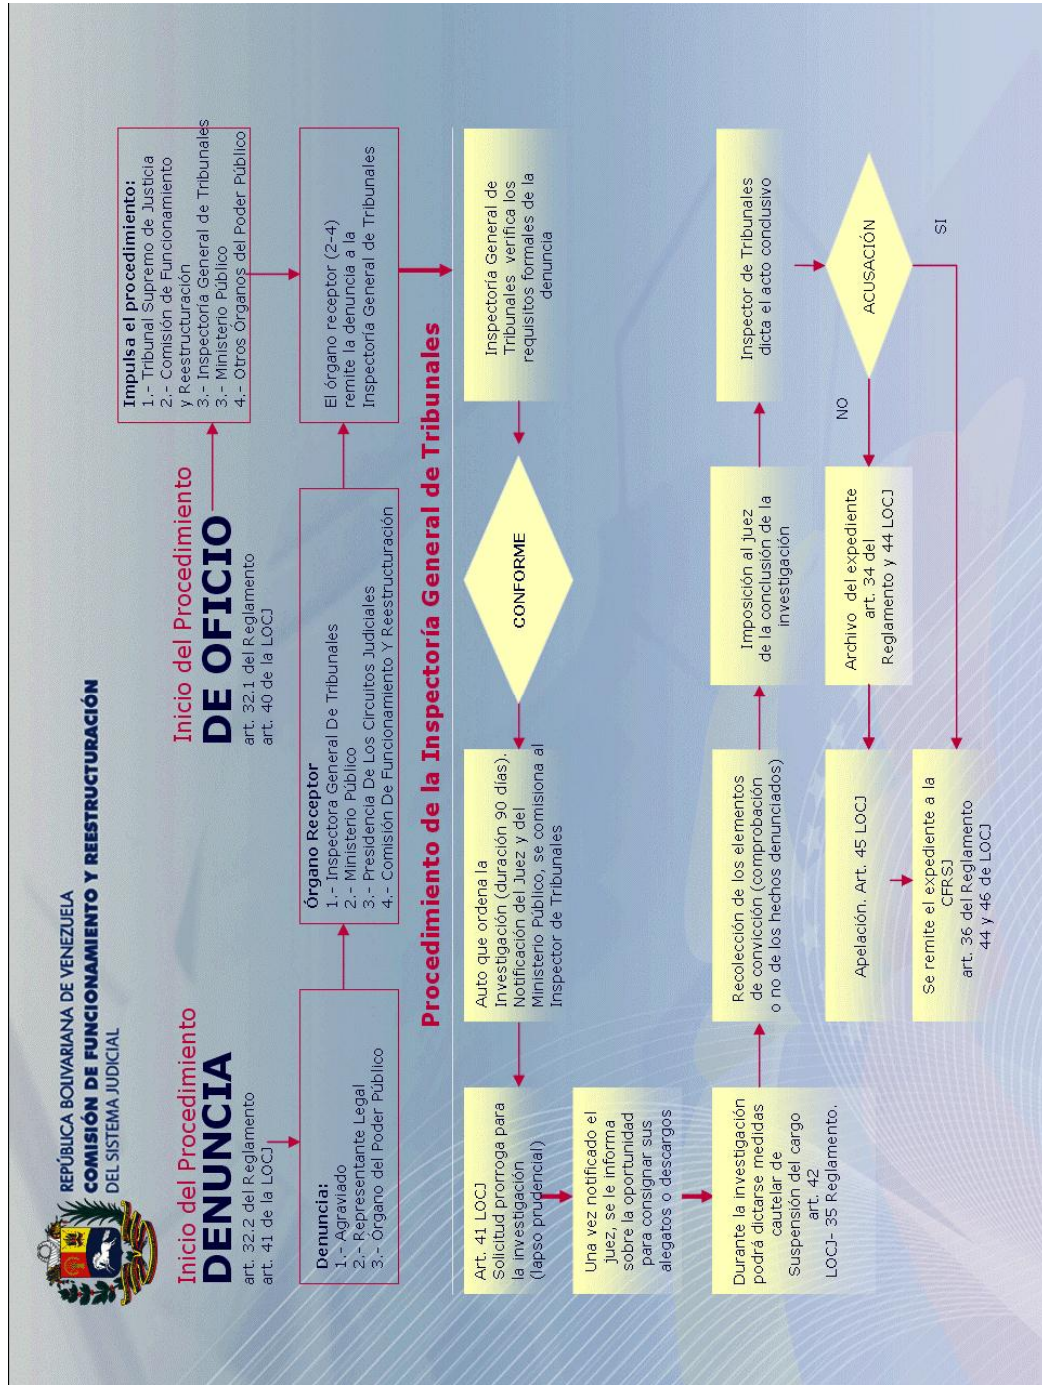 REPÚBLICA BOLIVARIANA DE VENEZUELA
COMISIÓN DE FUNCIONAMIENTO Y REESTRUCTURACIÓN
DEL SISTEMA JUDICIAL
Inicio del Procedimiento
DENUNCIA
art. 32.2 del Reglamento
art. 41 de la LOCJ
Inicio del Procedimiento
DE OFICIO
art. 32.1 del Reglamento
art. 40 de la LOCJ
Impulsa el procedimiento:
1.- Tribunal Supremo de Justicia
2.- Comisión de Funcionamiento
y Reestructuración
3.- Inspectoría General de Tribunales
3.- Ministerio Público
4.- Otros Órganos del Poder Público
Denuncia:
1.- Agraviado
2.- Representante Legal
3.- Órgano del Poder Público
Órgano Receptor
1.- Inspectora General De Tribunales
2.- Ministerio Público
3.- Presidencia De Los Circuitos Judiciales
4.- Comisión De Funcionamiento Y Reestructuración
El órgano receptor (2-4)
remite la denuncia a la
Inspectoría General de Tribunales
Procedimiento de la Inspectoría General de Tribunales
Inspectoría General de
Tribunales verifica los
requisitos formales de la
denuncia
CONFORME
Auto que ordena la
Investigación (duración 90 días).
Notificación del Juez y del
Ministerio Público, se comisiona al
Inspector de Tribunales
Art. 41 LOCJ
Solicitud prorroga para
la investigación
(lapso prudencial)
Una vez notificado el
juez, se le informa
sobre la oportunidad
para consignar sus
alegatos o descargos
Durante la investigación
podrá dictarse medidas
cautelar de
Suspensión del cargo
art. 42
LOCJ- 35 Reglamento.
Recolección de los elementos
de convicción (comprobación
o no de los hechos denunciados)
Imposición al juez
de la conclusión de la
investigación
Inspector de Tribunales
dicta el acto conclusivo
ACUSACIÓN
NO
SI
Archivo del expediente
art. 34 del
Reglamento y 44 LOCJ
Apelación. Art. 45 LOCJ
Se remite el expediente a la
CFRSJ
art. 36 del Reglamento
44 y 46 de LOCJ